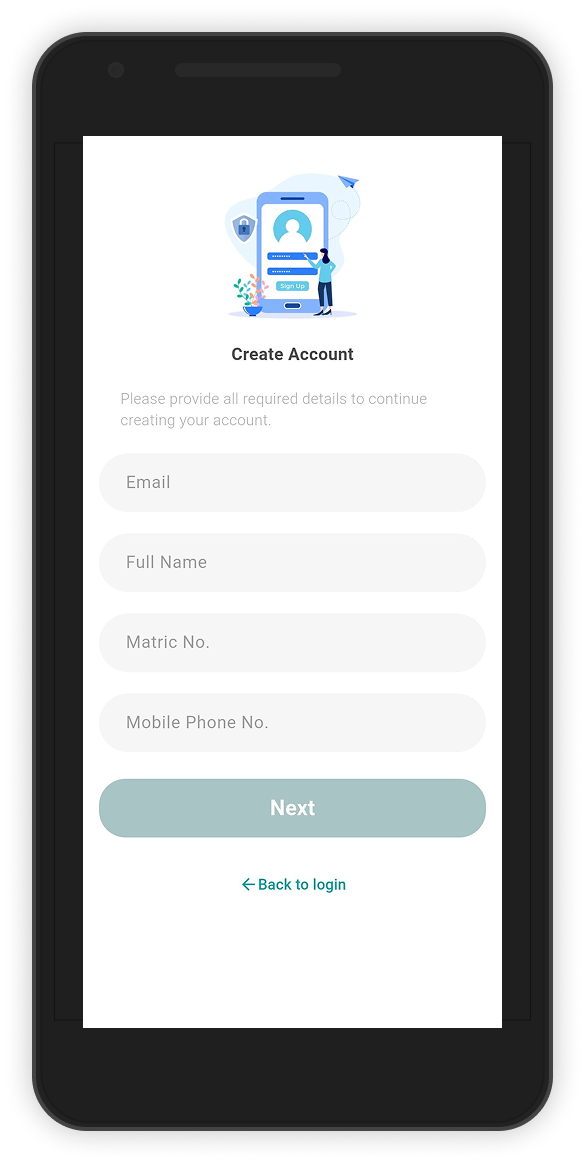 Sign Up
Create Account
Please provide all required details to continue
creating your account.
Email
Full Name
Matric No.
Mobile Phone No.
Next
Back to login